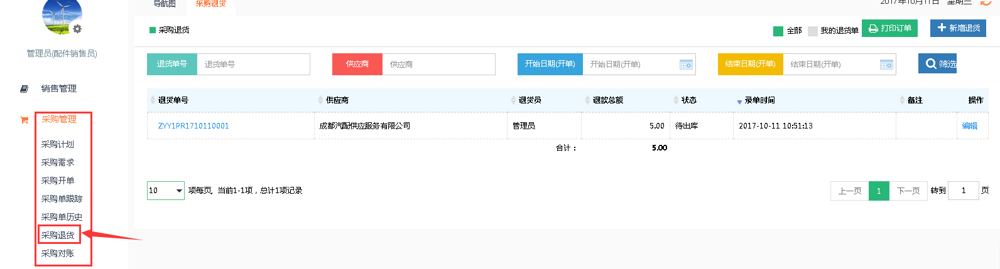 导航图 采购退货 2017年10月11日 星期三
采购退货 全部 我的退货单 打印订单 新增退货
管理员(配件销售员)
退货单号 退货单号 供应商 供应商 开始日期(开单) 开始日期(开单) 结束日期(开单) 结束日期(开单) 筛选
销售管理
退货单号 供应商 退货员 退款总额 状态 录单时间 备注 操作
采购管理
ZYY1PR1710110001 成都汽配供应服务有限公司 管理员 5.00 待出库 2017-10-11 10:51:13 编辑
合计： 5.00
采购计划
采购需求
采购开单
10 项每页, 当前1-1项，总计1项记录 上一页 1 下一页 转到 1 页
采购单跟踪
采购单历史
采购退货
采购对账